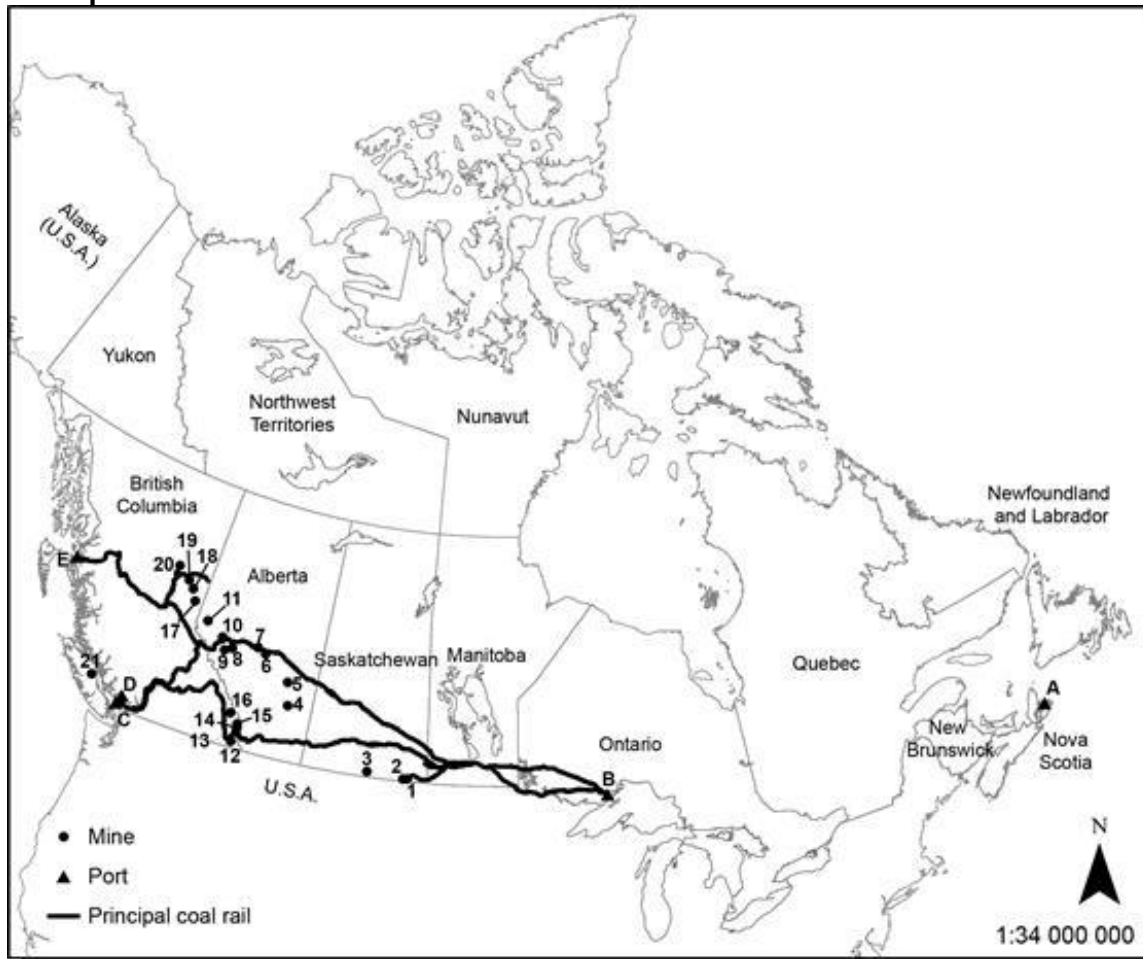 Alaska
(U.S.A.)
Yukon
Northwest
Territories
Nunavut
British
Columbia
Newfoundland
and Labrador
19
18
20
E
Alberta
11
17
10
7
9
8
6
Saskatchewan
Manitoba
Quebec
21
5
D
C
16
4
14
15
13
12
3
2
1
Ontario
B
New
Brunswick
A
Nova
Scotia
U.S.A.
Mine
Port
Principal coal rail
N
1:34 000 000